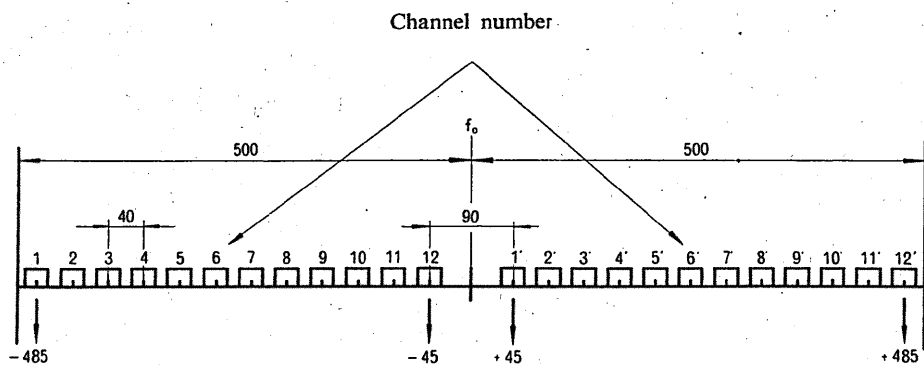 Channel number
f₀
500 500
40 90
1 2 3 4 5 6 7 8 9 10 11 12 1' 2' 3' 4' 5' 6' 7' 8' 9' 10' 11' 12'
– 485 – 45 + 45 + 485